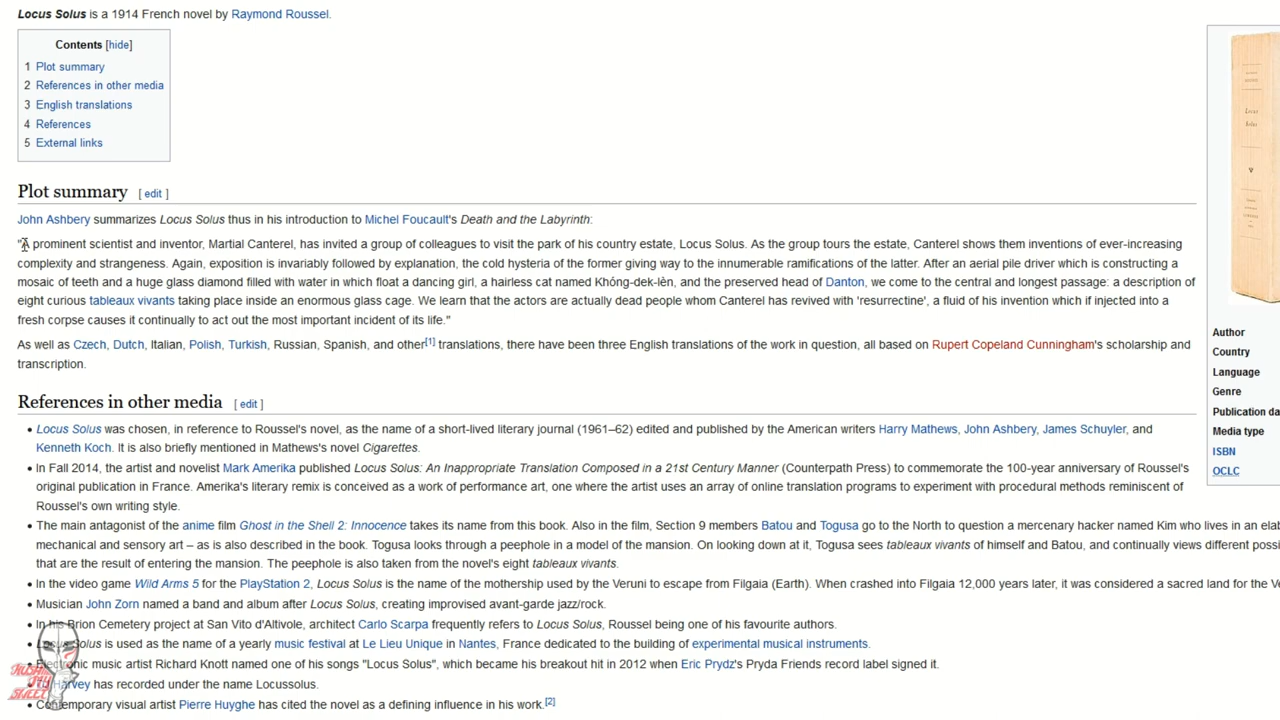 Locus Solus is a 1914 French novel by Raymond Roussel.
Contents [hide]
1 Plot summary
2 References in other media
3 English translations
4 References
5 External links
Plot summary [ edit ]
John Ashbery summarizes Locus Solus thus in his introduction to Michel Foucault's Death and the Labyrinth:
"A prominent scientist and inventor, Martial Canterel, has invited a group of colleagues to visit the park of his country estate, Locus Solus. As the group tours the estate, Canterel shows them inventions of ever-increasing
complexity and strangeness. Again, exposition is invariably followed by explanation, the cold hysteria of the former giving way to the innumerable ramifications of the latter. After an aerial pile driver which is constructing a
mosaic of teeth and a huge glass diamond filled with water in which float a dancing girl, a hairless cat named Khóng-dek-lèn, and the preserved head of Danton, we come to the central and longest passage: a description of
eight curious tableaux vivants taking place inside an enormous glass cage. We learn that the actors are actually dead people whom Canterel has revived with 'resurrectine', a fluid of his invention which if injected into a
fresh corpse causes it continually to act out the most important incident of its life."
As well as Czech, Dutch, Italian, Polish, Turkish, Russian, Spanish, and other[1] translations, there have been three English translations of the work in question, all based on Rupert Copeland Cunningham's scholarship and
transcription.
References in other media [ edit ]
• Locus Solus was chosen, in reference to Roussel's novel, as the name of a short-lived literary journal (1961–62) edited and published by the American writers Harry Mathews, John Ashbery, James Schuyler, and
Kenneth Koch. It is also briefly mentioned in Mathews's novel Cigarettes.
• In Fall 2014, the artist and novelist Mark Amerika published Locus Solus: An Inappropriate Translation Composed in a 21st Century Manner (Counterpath Press) to commemorate the 100-year anniversary of Roussel's
original publication in France. Amerika's literary remix is conceived as a work of performance art, one where the artist uses an array of online translation programs to experiment with procedural methods reminiscent of
Roussel's own writing style.
• The main antagonist of the anime film Ghost in the Shell 2: Innocence takes its name from this book. Also in the film, Section 9 members Batou and Togusa go to the North to question a mercenary hacker named Kim who lives in an
mechanical and sensory art – as is also described in the book. Togusa looks through a peephole in a model of the mansion. On looking down at it, Togusa sees tableaux vivants of himself and Batou, and continually views different
that are the result of entering the mansion. The peephole is also taken from the novel's eight tableaux vivants.
• In the video game Wild Arms 5 for the PlayStation 2, Locus Solus is the name of the mothership used by the Veruni to escape from Filgaia (Earth). When crashed into Filgaia 12,000 years later, it was considered a sacred land for the
• Musician John Zorn named a band and album after Locus Solus, creating improvised avant-garde jazz/rock.
• In his Brion Cemetery project at San Vito d'Altivole, architect Carlo Scarpa frequently refers to Locus Solus, Roussel being one of his favourite authors.
• Locus Solus is used as the name of a yearly music festival at Le Lieu Unique in Nantes, France dedicated to the building of experimental musical instruments.
• Electronic music artist Richard Knott named one of his songs "Locus Solus", which became his breakout hit in 2012 when Eric Prydz's Pryda Friends record label signed it.
Harvey has recorded under the name Locussolus.
• Contemporary visual artist Pierre Huyghe has cited the novel as a defining influence in his work.[2]
Locus
Solus
Author
Country
Language
Genre
Publication
Media type
ISBN
OCLC